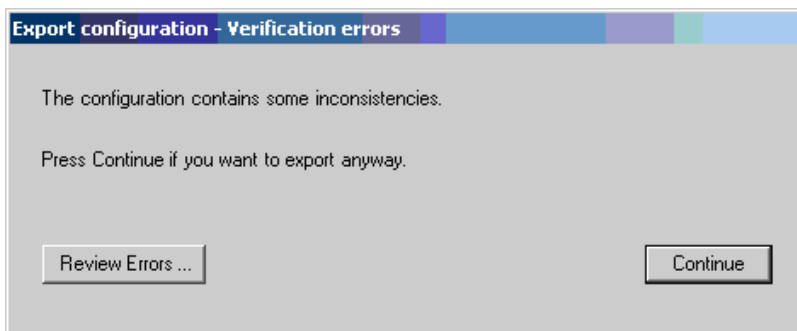 Export configuration - Verification errors
The configuration contains some inconsistencies.
Press Continue if you want to export anyway.
Review Errors ...
Continue